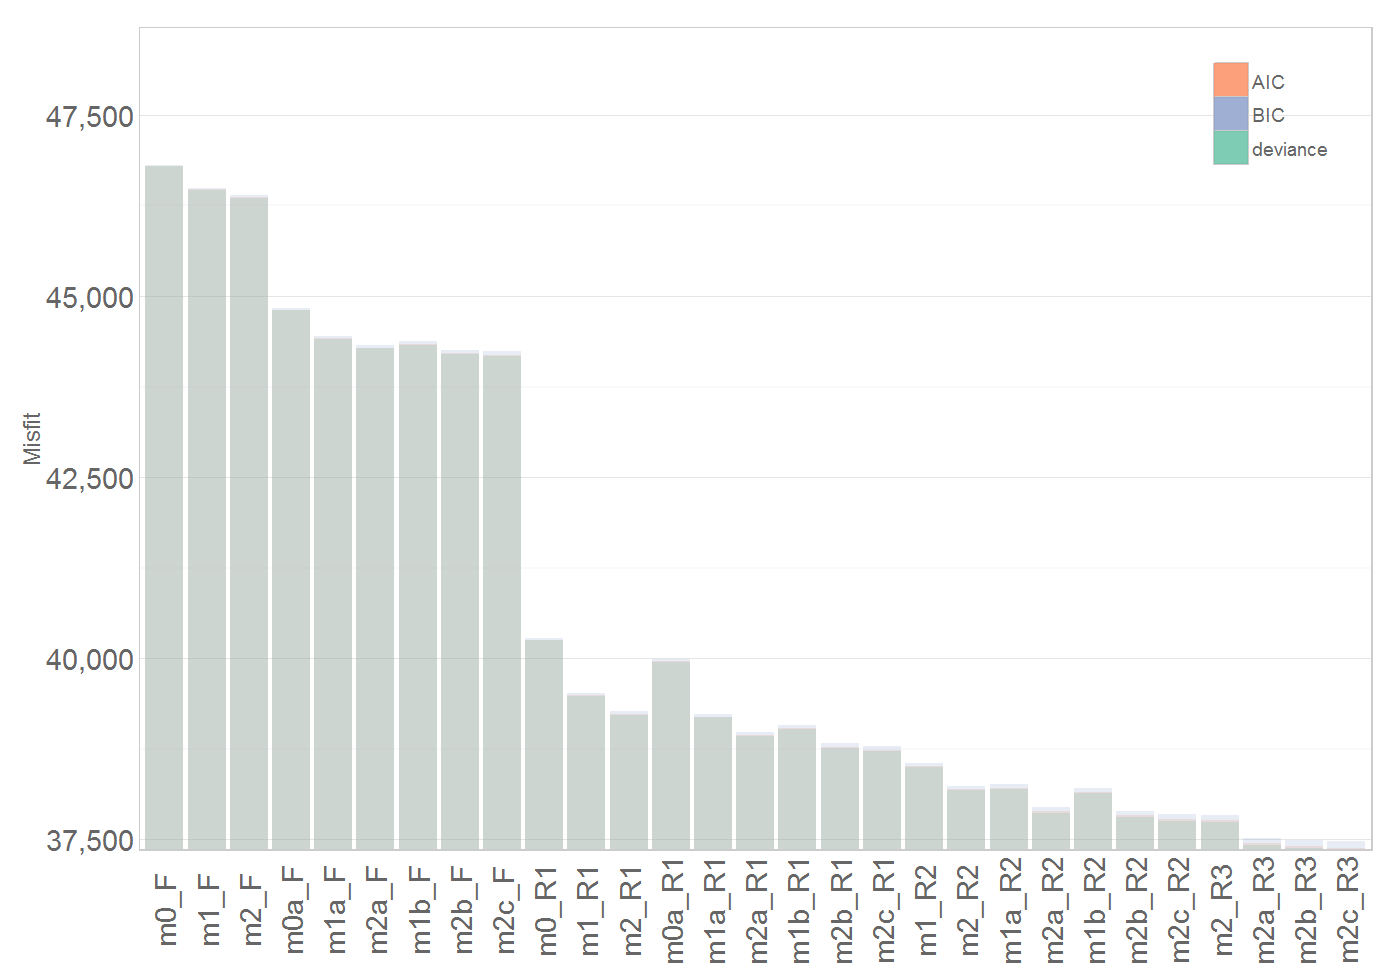 AIC
BIC
deviance
Misfit
47,500
45,000
42,500
40,000
37,500
m0_F
m1_F
m2_F
m0a_F
m1a_F
m2a_F
m1b_F
m2b_F
m2c_F
m0_R1
m1_R1
m2_R1
m0a_R1
m1a_R1
m2a_R1
m1b_R1
m2b_R1
m2c_R1
m1_R2
m2_R2
m1a_R2
m2a_R2
m1b_R2
m2b_R2
m2c_R2
m2_R3
m2a_R3
m2b_R3
m2c_R3